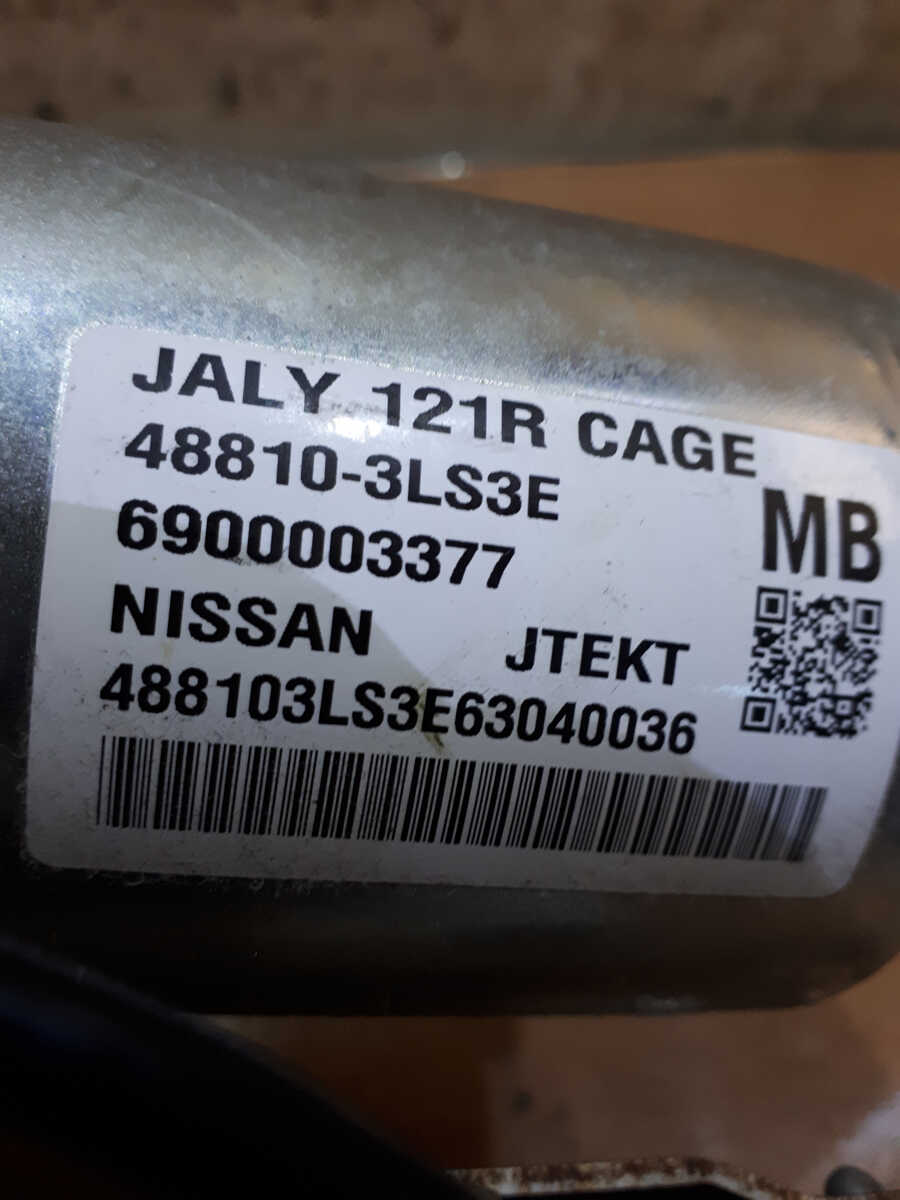 JALY 121R CAGE
48810-3LS3E
MB
6900003377
NISSAN JTEKT
488103LS3E63040036